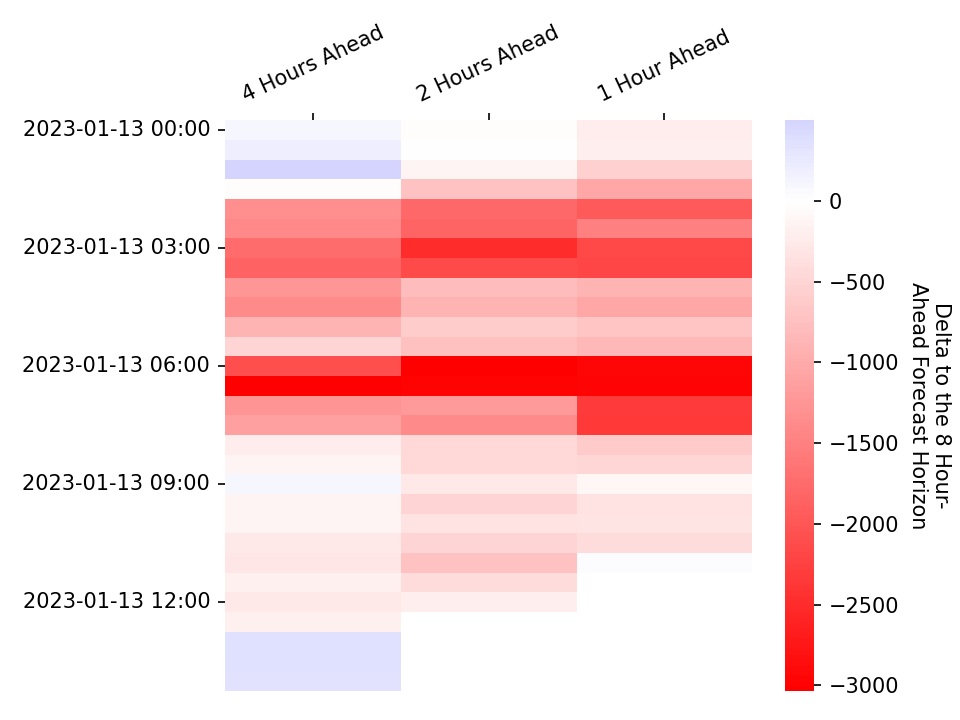 4 Hours Ahead
2 Hours Ahead
1 Hour Ahead
2023-01-13 00:00
2023-01-13 03:00
2023-01-13 06:00
2023-01-13 09:00
2023-01-13 12:00
0
−500
−1000
−1500
−2000
−2500
−3000
Delta to the 8 Hour-
Ahead Forecast Horizon